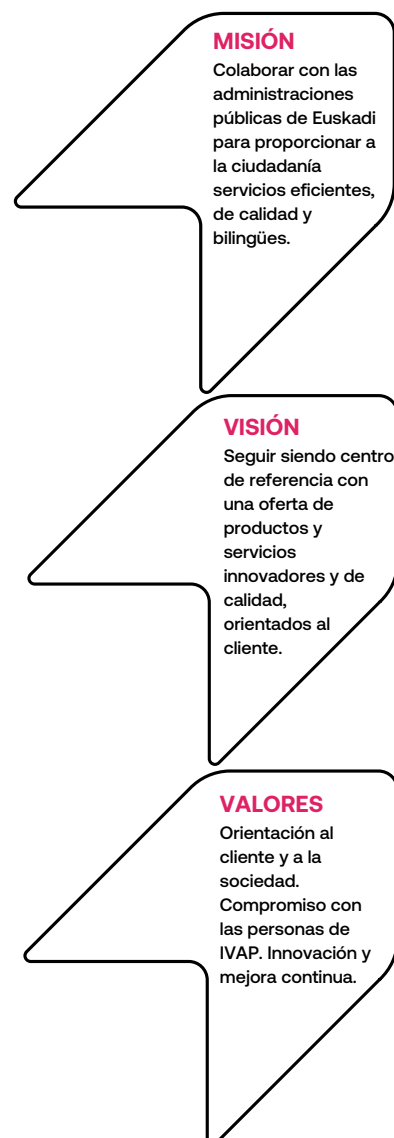 MISIÓN
Colaborar con las
administraciones
públicas de Euskadi
para proporcionar a
la ciudadanía
servicios eficientes,
de calidad y
bilingües.
VISIÓN
Seguir siendo centro
de referencia con
una oferta de
productos y
servicios
innovadores y de
calidad,
orientados al
cliente.
VALORES
Orientación al
cliente y a la
sociedad.
Compromiso con
las personas de
IVAP. Innovación y
mejora continua.